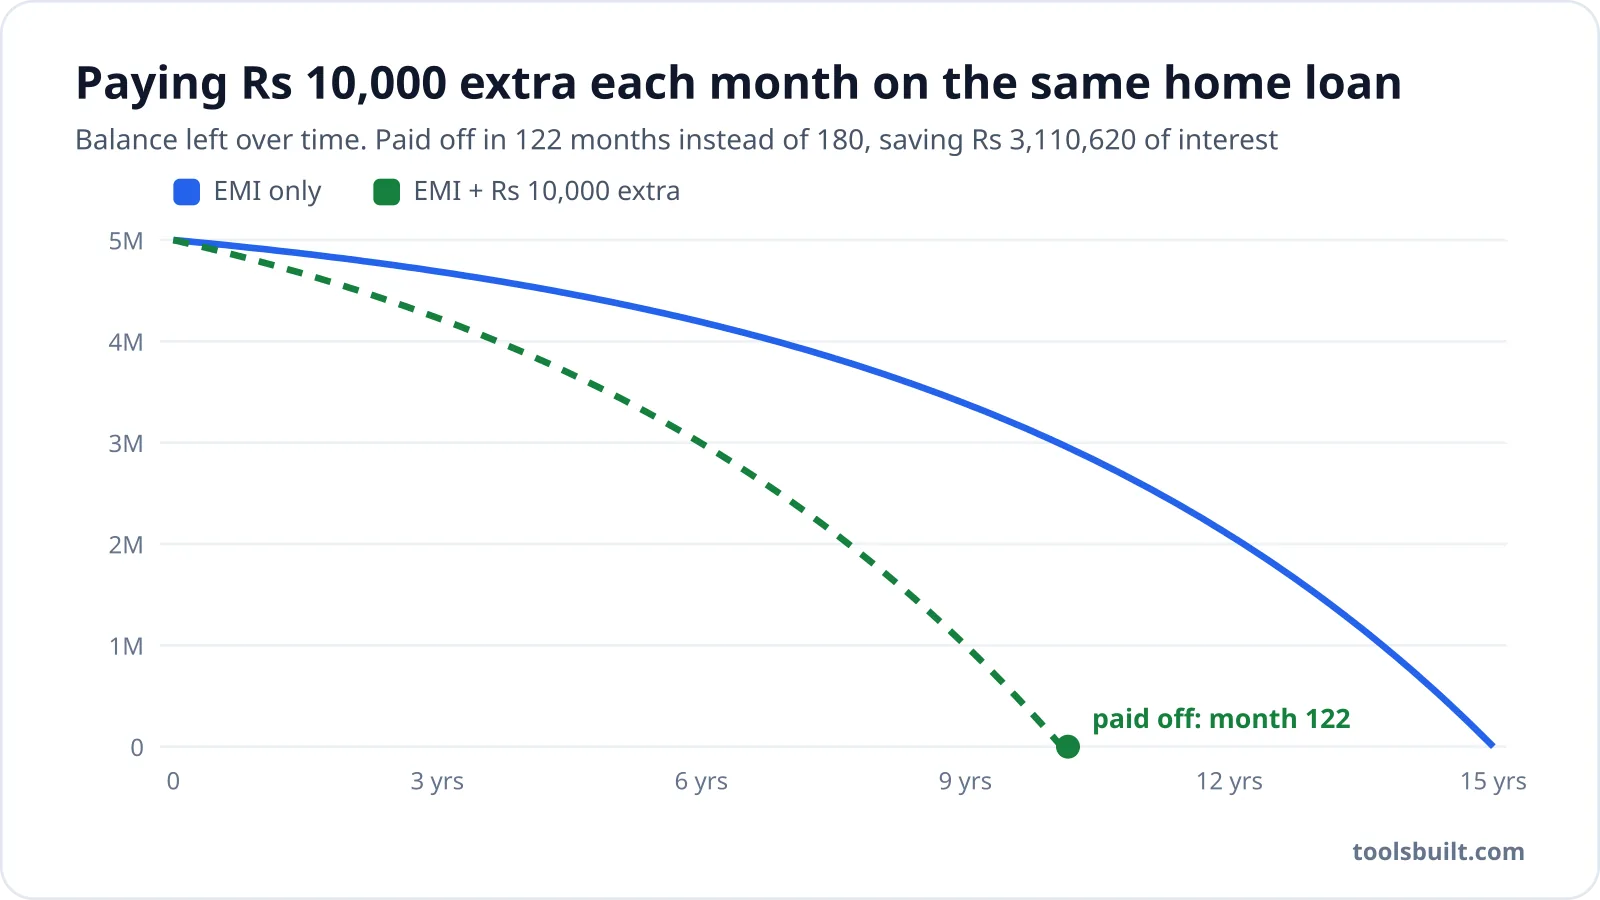 Paying Rs 10,000 extra each month on the same home loan
Balance left over time. Paid off in 122 months instead of 180, saving Rs 3,110,620 of interest
EMI only EMI + Rs 10,000 extra
5M
4M
3M
2M
1M
paid off: month 122
0
0 3 yrs 6 yrs 9 yrs 12 yrs 15 yrs
toolsbuilt.com